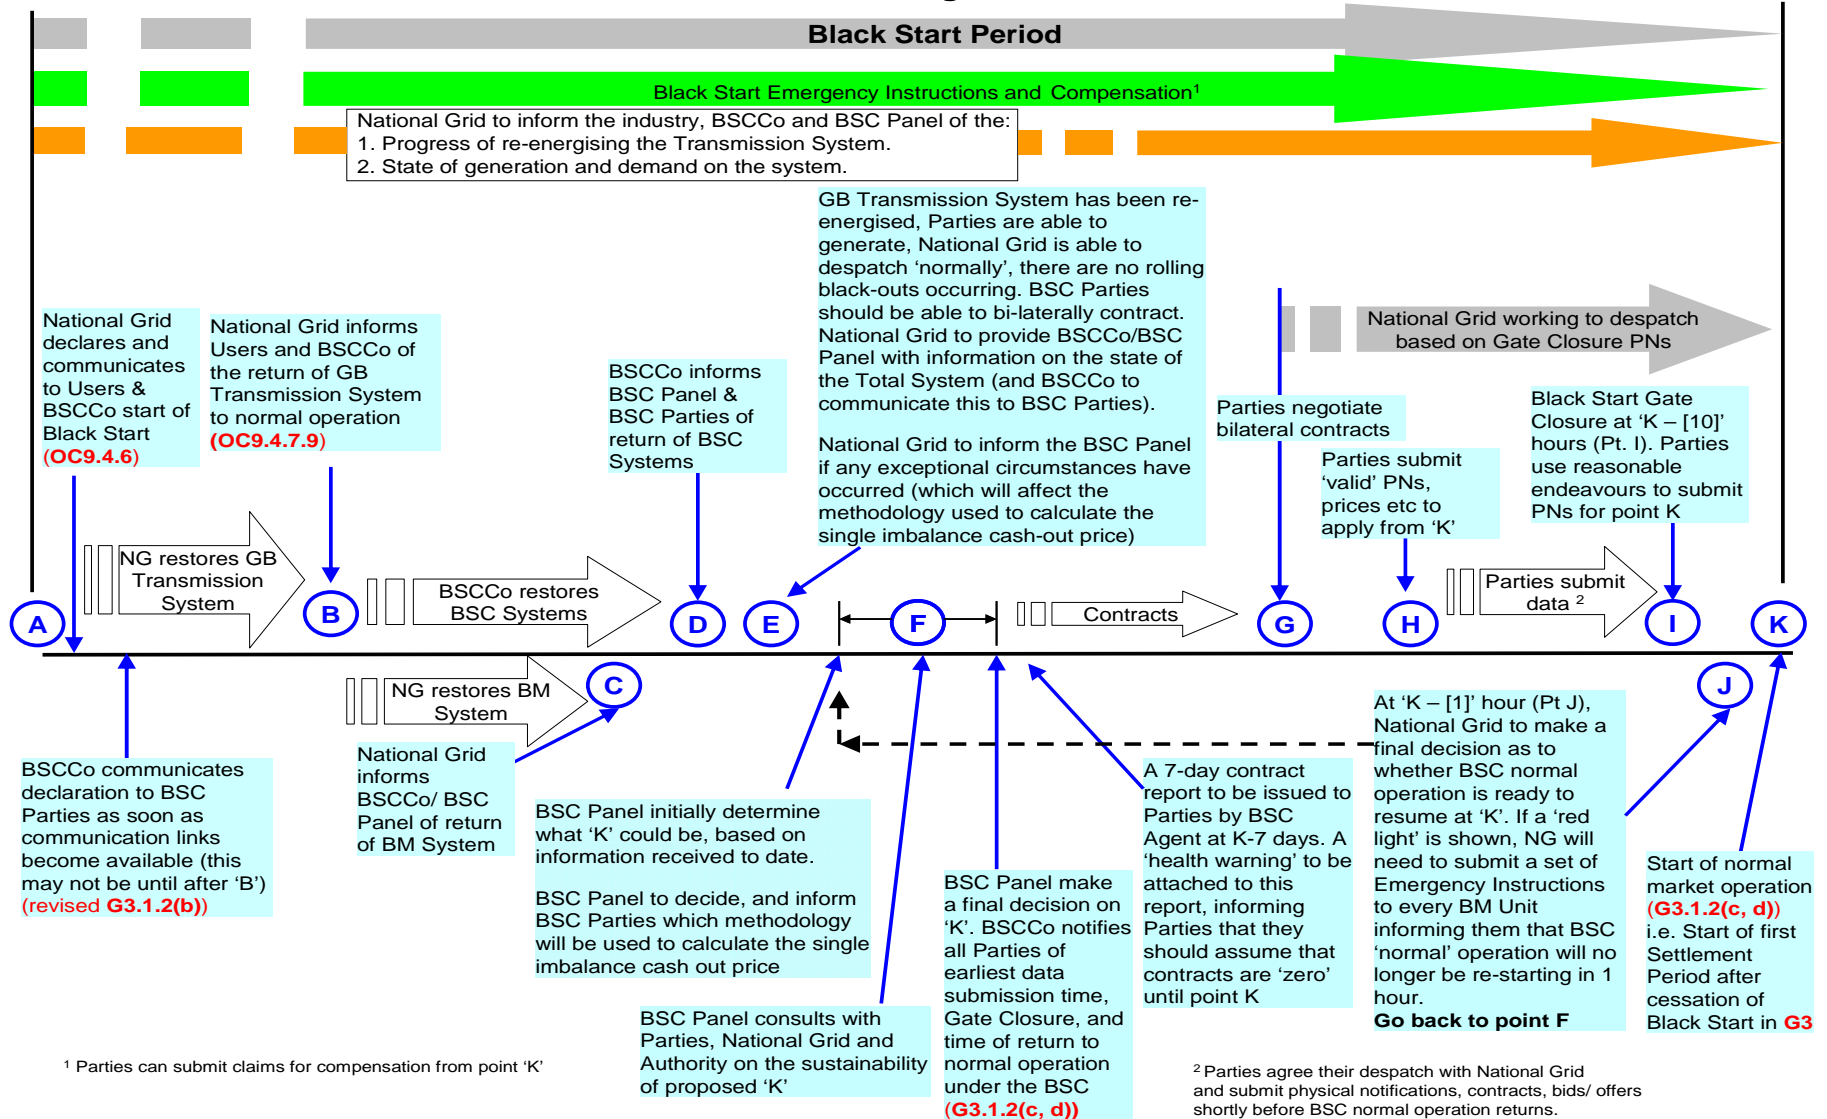 Black Start Period
Black Start Emergency Instructions and Compensation1
National Grid to inform the industry, BSCCo and BSC Panel of the:
1. Progress of re-energising the Transmission System.
2. State of generation and demand on the system.
GB Transmission System has been re-
energised, Parties are able to
generate, National Grid is able to
despatch ‘normally’, there are no rolling
black-outs occurring. BSC Parties
should be able to bi-laterally contract.
National Grid to provide BSCCo/BSC
Panel with information on the state of
the Total System (and BSCCo to
communicate this to BSC Parties).
National Grid to inform the BSC Panel
if any exceptional circumstances have
occurred (which will affect the
methodology used to calculate the
single imbalance cash-out price)
National Grid
declares and
communicates
to Users &
BSCCo start of
Black Start
(OC9.4.6)
National Grid informs
Users and BSCCo of
the return of GB
Transmission System
to normal operation
(OC9.4.7.9)
BSCCo informs
BSC Panel &
BSC Parties of
return of BSC
Systems
National Grid working to despatch
based on Gate Closure PNs
Parties negotiate
bilateral contracts
Parties submit
‘valid’ PNs,
prices etc to
apply from ‘K’
Black Start Gate
Closure at ‘K – [10]’
hours (Pt. I). Parties
use reasonable
endeavours to submit
PNs for point K
NG restores GB
Transmission
System
BSCCo restores
BSC Systems
Contracts
Parties submit
data 2
A
B
D
E
F
G
H
I
K
NG restores BM
System
C
J
BSCCo communicates
declaration to BSC
Parties as soon as
communication links
become available (this
may not be until after ‘B’)
(revised G3.1.2(b))
National Grid
informs
BSCCo/ BSC
Panel of return
of BM System
BSC Panel initially determine
what ‘K’ could be, based on
information received to date.
BSC Panel to decide, and inform
BSC Parties which methodology
will be used to calculate the single
imbalance cash out price
BSC Panel consults with
Parties, National Grid and
Authority on the sustainability
of proposed ‘K’
BSC Panel make
a final decision on
‘K’. BSCCo notifies
all Parties of
earliest data
submission time,
Gate Closure, and
time of return to
normal operation
under the BSC
(G3.1.2(c, d))
A 7-day contract
report to be issued to
Parties by BSC
Agent at K-7 days. A
‘health warning’ to be
attached to this
report, informing
Parties that they
should assume that
contracts are ‘zero’
until point K
At ‘K – [1]’ hour (Pt J),
National Grid to make a
final decision as to
whether BSC normal
operation is ready to
resume at ‘K’. If a ‘red
light’ is shown, NG will
need to submit a set of
Emergency Instructions
to every BM Unit
informing them that BSC
‘normal’ operation will no
longer be re-starting in 1
hour.
Go back to point F
Start of normal
market operation
(G3.1.2(c, d))
i.e. Start of first
Settlement
Period after
cessation of
Black Start in G3
1 Parties can submit claims for compensation from point ‘K’
2 Parties agree their despatch with National Grid
and submit physical notifications, contracts, bids/ offers
shortly before BSC normal operation returns.